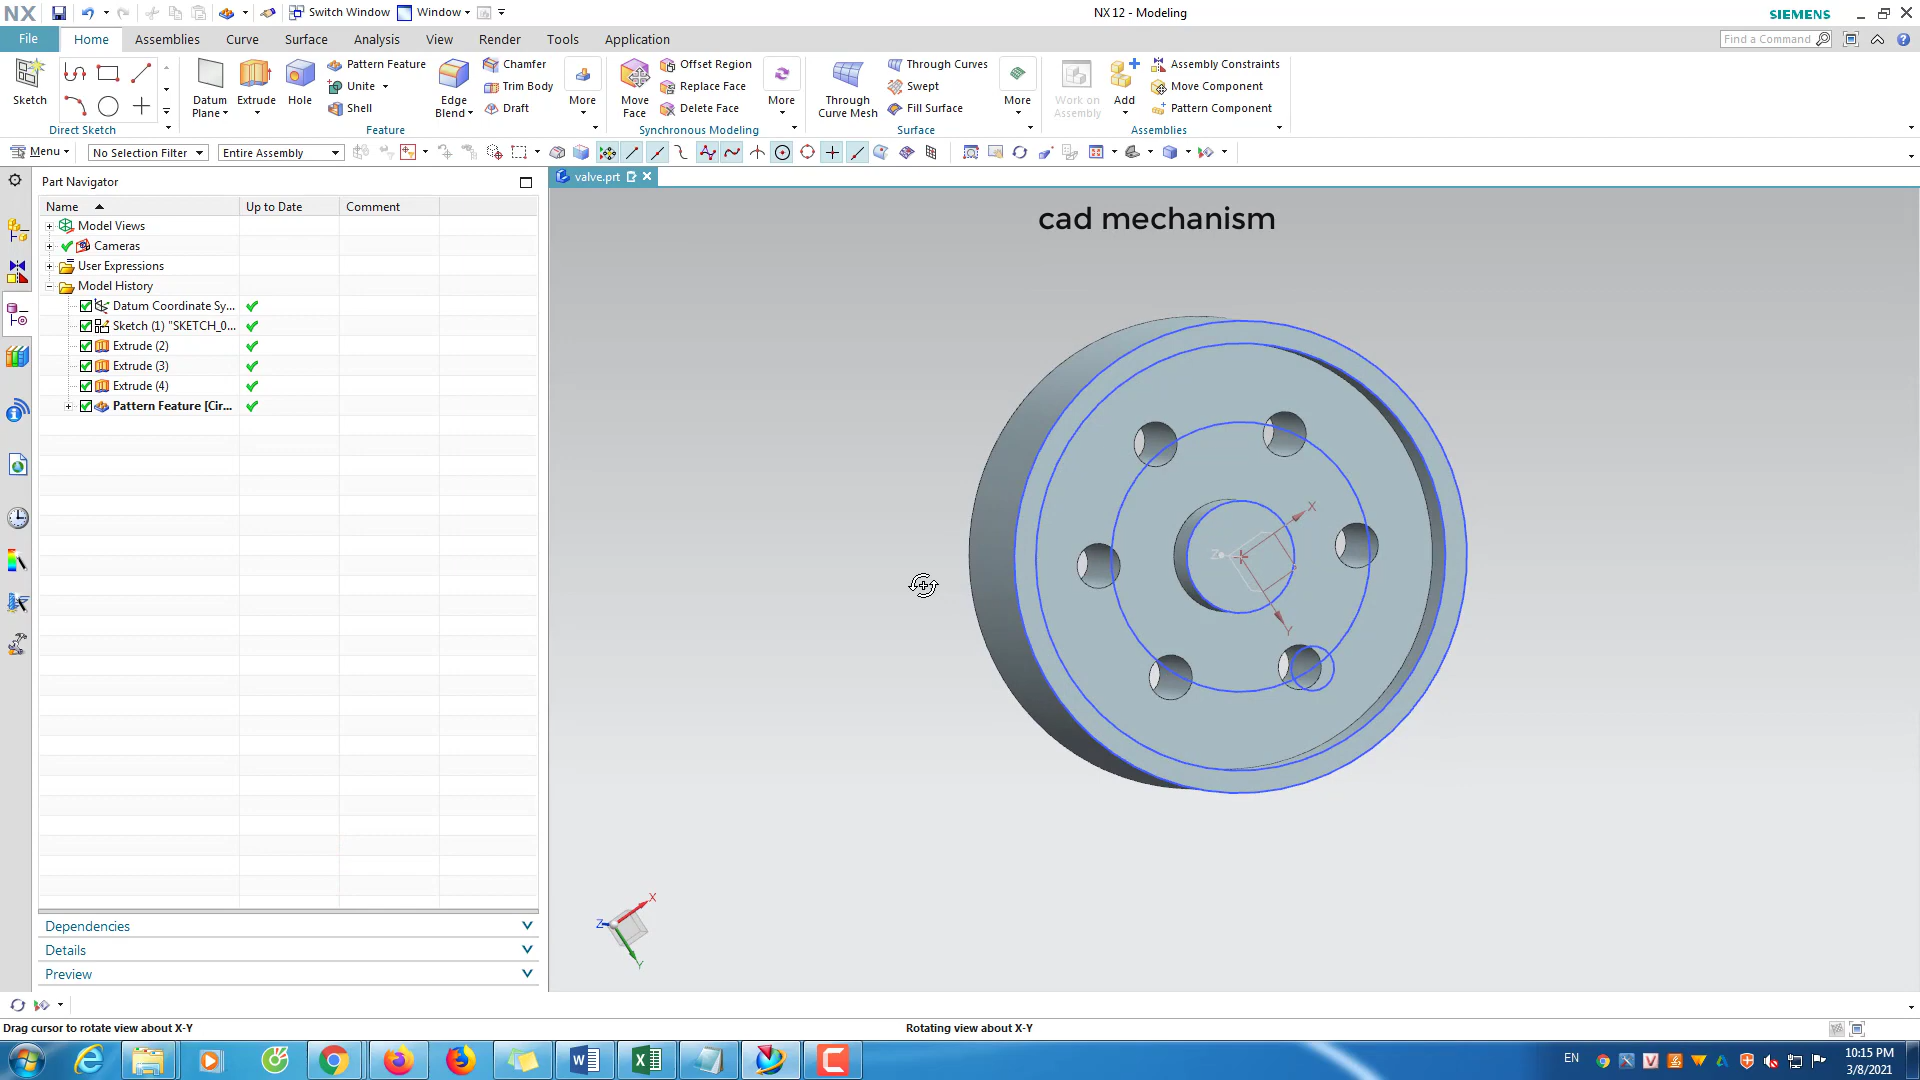 NX
Switch Window
Window
NX 12 - Modeling
SIEMENS
File
Home
Assemblies
Curve
Surface
Analysis
View
Render
Tools
Application
Find a Command
Sketch
Direct Sketch
Datum
Plane
Extrude
Hole
Pattern Feature
Unite
Shell
Edge
Blend
Chamfer
Trim Body
Draft
More
Feature
Move
Face
Offset Region
Replace Face
Delete Face
More
Synchronous Modeling
Through
Curve Mesh
Through Curves
Swept
Fill Surface
More
Surface
Work on
Assembly
Add
Assembly Constraints
Move Component
Pattern Component
Assemblies
Menu
No Selection Filter
Entire Assembly
Part Navigator
valve.prt
Name
Up to Date
Comment
Model Views
Cameras
User Expressions
Model History
Datum Coordinate Sy...
Sketch (1) "SKETCH_0...
Extrude (2)
Extrude (3)
Extrude (4)
Pattern Feature [Cir...
cad mechanism
X
Z
Y
X
Z
Y
Dependencies
Details
Preview
Drag cursor to rotate view about X-Y
Rotating view about X-Y
EN
10:15 PM
3/8/2021